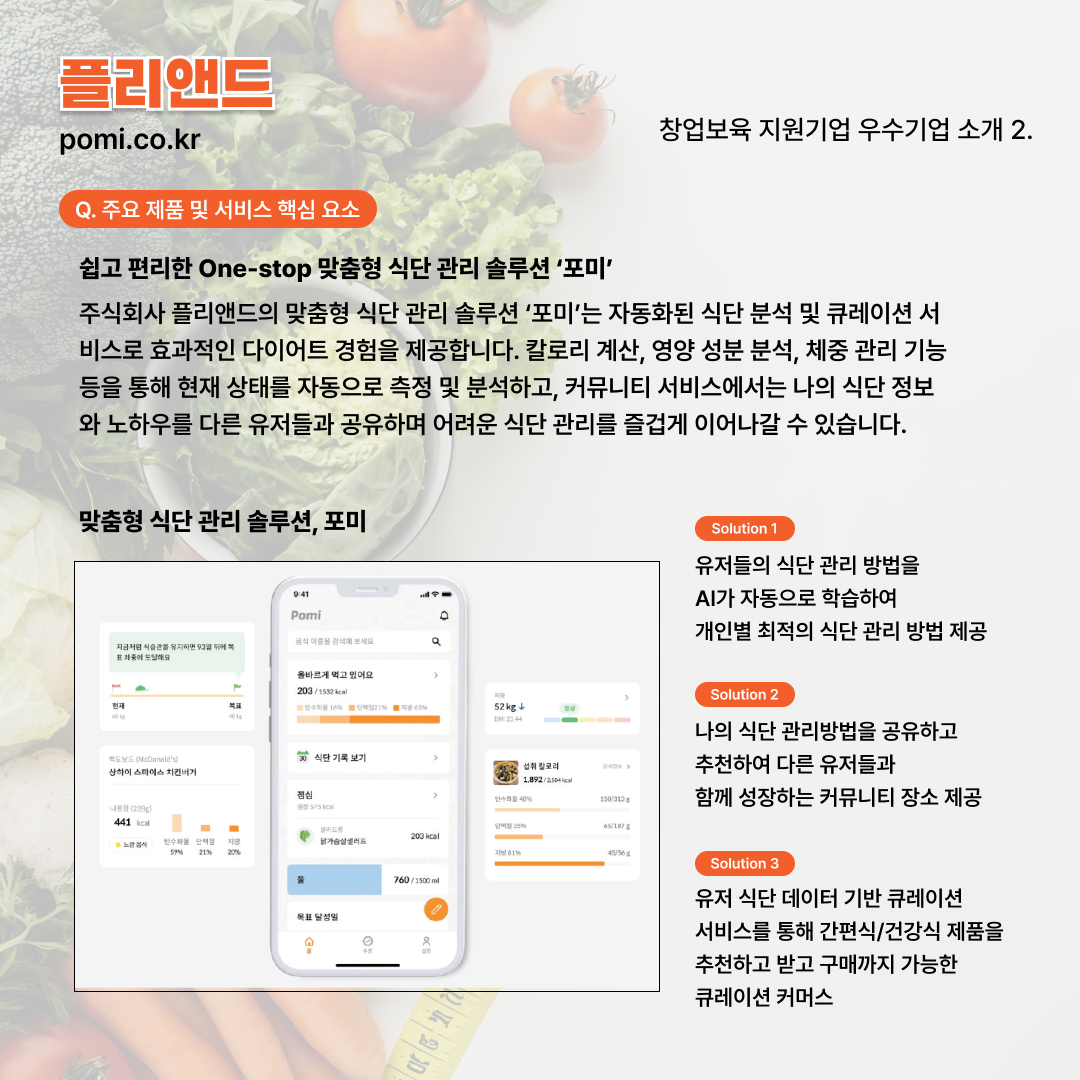 플리앤드
pomi.co.kr
창업보육 지원기업 우수기업 소개 2.
Q. 주요 제품 및 서비스 핵심 요소
쉽고 편리한 One-stop 맞춤형 식단 관리 솔루션 ‘포미’
주식회사 플리앤드의 맞춤형 식단 관리 솔루션 ‘포미’는 자동화된 식단 분석 및 큐레이션 서
비스로 효과적인 다이어트 경험을 제공합니다. 칼로리 계산, 영양 성분 분석, 체중 관리 기능
등을 통해 현재 상태를 자동으로 측정 및 분석하고, 커뮤니티 서비스에서는 나의 식단 정보
와 노하우를 다른 유저들과 공유하며 어려운 식단 관리를 즐겁게 이어나갈 수 있습니다.
맞춤형 식단 관리 솔루션, 포미
지금처럼 식습관을 유지하면 93일 뒤에 목
표 체중에 도달해요
현재
목표
맥도날드 (McDonald's)
상하이 스파이스 치킨버거
내용량 (229g)
441 kcal
노란 음식
탄수화물 단백질 지방
59% 21% 20%
9:41
Pomi
음식 이름을 검색해 보세요
올바르게 먹고 있어요
203 / 1532 kcal
탄수화물 16% 단백질21% 지방 63%
30 식단 기록 보기
점심
권장 575 kcal
샐러드랩
닭가슴살샐러드
203 kcal
물
760 / 1500 ml
목표 달성일
홈
추천
설정
체중
52 kg ↓
BMI 20.44
정상
섭취 칼로리
1,892 / 2,504 kcal
탄수화물 48% 150/313 g
단백질 35% 65/187 g
지방 81% 45/56 g
Solution 1
유저들의 식단 관리 방법을
AI가 자동으로 학습하여
개인별 최적의 식단 관리 방법 제공
Solution 2
나의 식단 관리방법을 공유하고
추천하여 다른 유저들과
함께 성장하는 커뮤니티 장소 제공
Solution 3
유저 식단 데이터 기반 큐레이션
서비스를 통해 간편식/건강식 제품을
추천하고 받고 구매까지 가능한
큐레이션 커머스